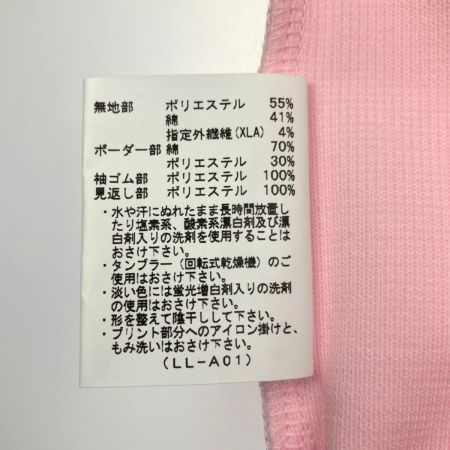 無地部 ポリエステル 55%
綿 41%
指定外繊維(XLA) 4%
ボーダー部 綿 70%
ポリエステル 30%
袖ゴム部 ポリエステル 100%
見返し部 ポリエステル 100%
・水や汗にぬれたまま長時間放置し
たり塩素系、酸素系漂白剤及び漂
白剤入りの洗剤を使用することは
おさけ下さい。
・タンブラー(回転式乾燥機)のご
使用はおさけ下さい。
・淡い色には蛍光増白剤入りの洗剤
の使用はおさけ下さい。
・形を整えて陰干しして下さい。
・プリント部分へのアイロン掛けと、
もみ洗いはおさけ下さい。
(LL-A01)